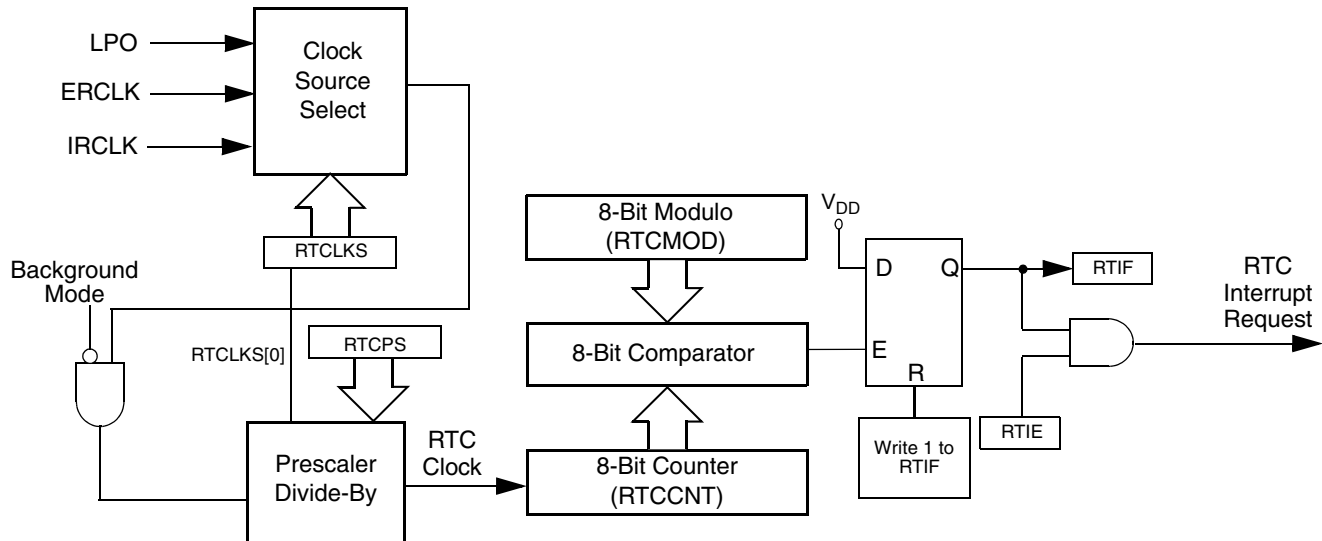 LPO
ERCLK
IRCLK
Clock
Source
Select
RTCLKS
Background
Mode
RTCLKS[0]
RTCPS
Prescaler
Divide-By
RTC
Clock
8-Bit Modulo
(RTCMOD)
8-Bit Comparator
8-Bit Counter
(RTCCNT)
VDD
D
Q
E
R
Write 1 to
RTIF
RTIF
RTIE
RTC
Interrupt
Request